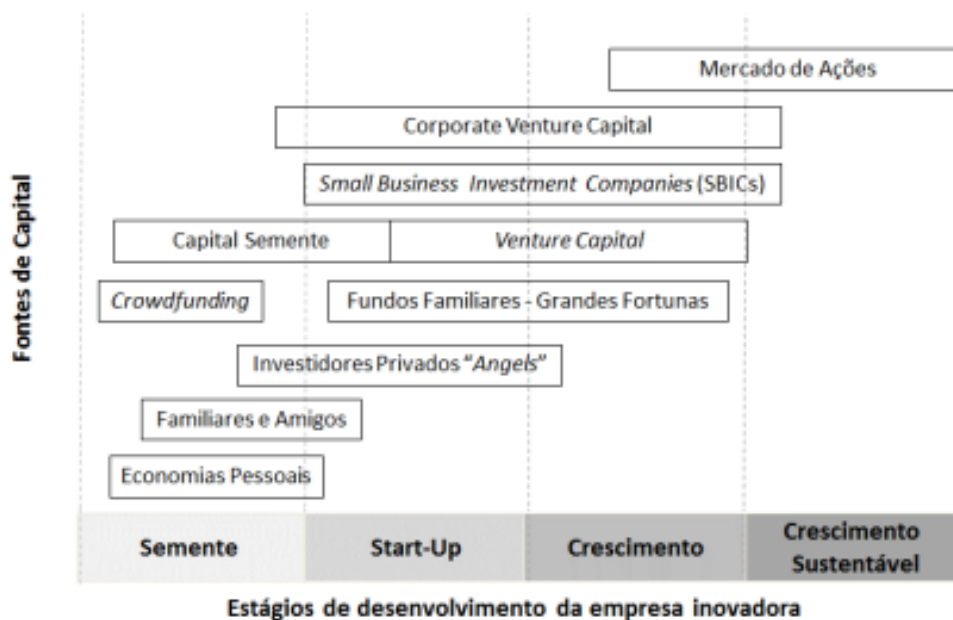 Fontes de Capital
Mercado de Ações
Corporate Venture Capital
Small Business Investment Companies (SBICs)
Capital Semente
Venture Capital
Crowdfunding
Fundos Familiares - Grandes Fortunas
Investidores Privados “Angels”
Familiares e Amigos
Economias Pessoais
Semente
Start-Up
Crescimento
Crescimento
Sustentável
Estágios de desenvolvimento da empresa inovadora